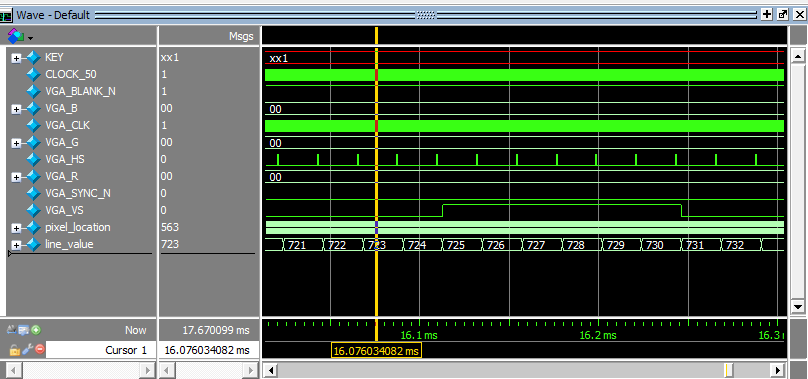 Wave - Default
Msgs
KEY xx1 xx1
CLOCK_50 1
VGA_BLANK_N 1
VGA_B 00 00
VGA_CLK 1
VGA_G 00 00
VGA_HS 0
VGA_R 00 00
VGA_SYNC_N 0
VGA_VS 0
pixel_location 563
line_value 723 721 722 723 724 725 726 727 728 729 730 731 732
Now 17.670099 ms 16.1 ms 16.2 ms 16.3 m
Cursor 1 16.076034082 ms 16.076034082 ms